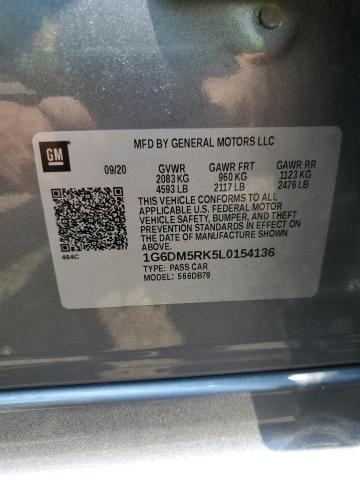 GM
MFD BY GENERAL MOTORS LLC
09/20 GVWR GAWR FRT GAWR RR
2083 KG 960 KG 1123 KG
4593 LB 2117 LB 2476 LB
THIS VEHICLE CONFORMS TO ALL
APPLICABLE U.S. FEDERAL MOTOR
VEHICLE SAFETY, BUMPER, AND THEFT
PREVENTION STANDARDS IN EFFECT ON
THE DATE OF MANUFACTURE SHOWN
ABOVE.
464C 1G6DM5RK5L0154136
TYPE: PASS CAR
MODEL: 566DB79